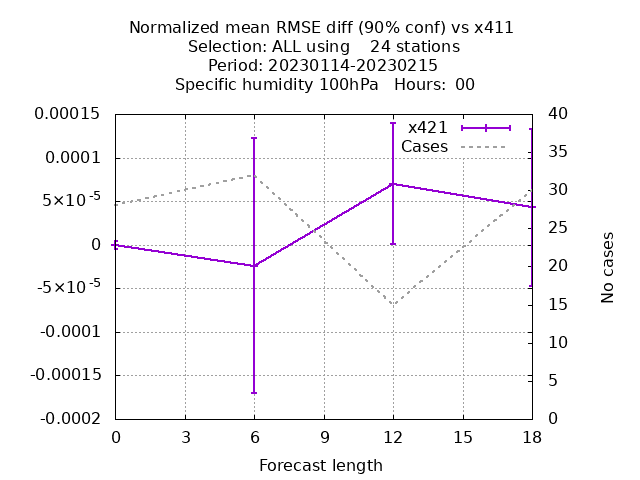 Normalized mean RMSE diff (90% conf) vs x411
Selection: ALL using    24 stations
Period: 20230114-20230215
Specific humidity 100hPa   Hours:  00
x421
Cases
0.00015
0.0001
5×10⁻⁵
0
-5×10⁻⁵
-0.0001
-0.00015
-0.0002
40
35
30
25
20
15
10
5
0
No cases
0 3 6 9 12 15 18
Forecast length